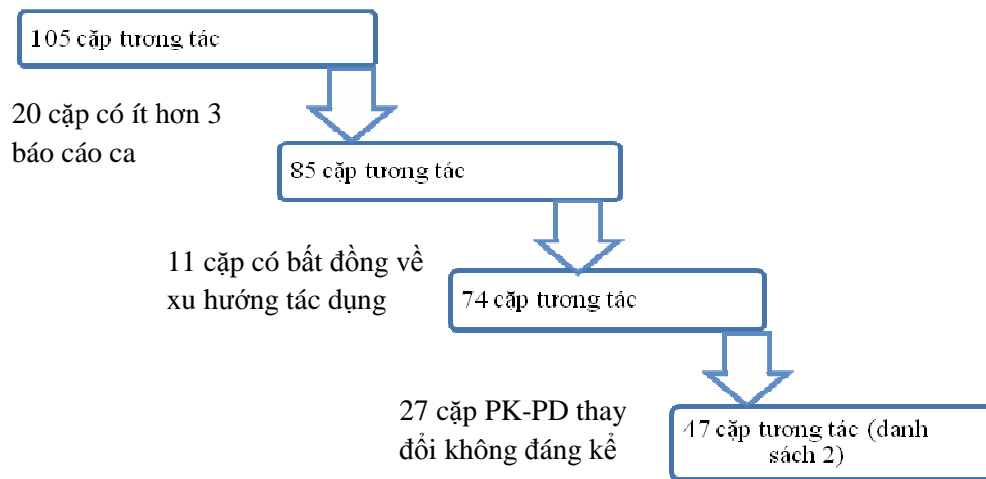 105 cặp tương tác
20 cặp có ít hơn 3
báo cáo ca
85 cặp tương tác
11 cặp có bất đồng về
xu hướng tác dụng
74 cặp tương tác
27 cặp PK-PD thay
đổi không đáng kể
47 cặp tương tác (danh
sách 2)